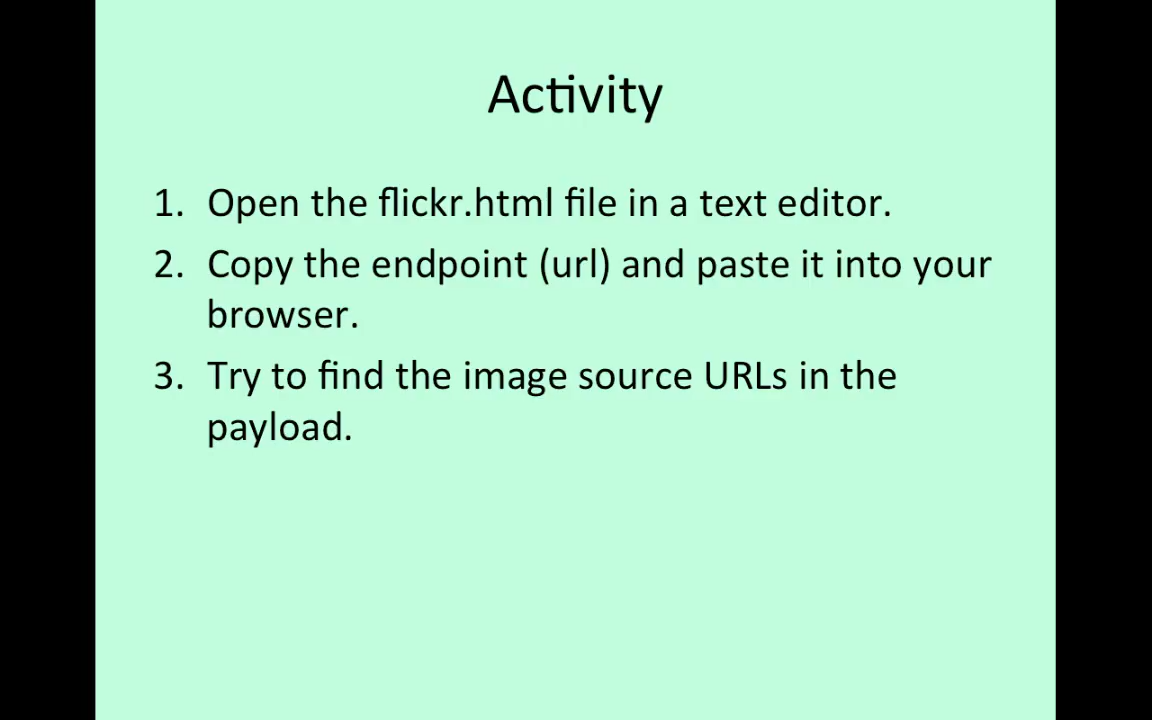 Activity
1. Open the flickr.html file in a text editor.
2. Copy the endpoint (url) and paste it into your
browser.
3. Try to find the image source URLs in the
payload.